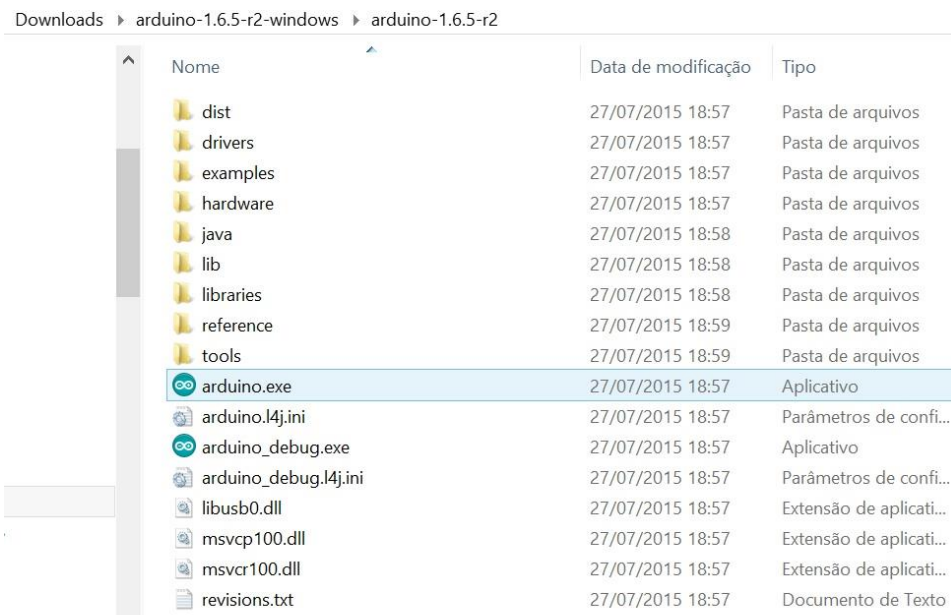 Downloads arduino-1.6.5-r2-windows arduino-1.6.5-r2
Nome Data de modificação Tipo
dist 27/07/2015 18:57 Pasta de arquivos
drivers 27/07/2015 18:57 Pasta de arquivos
examples 27/07/2015 18:57 Pasta de arquivos
hardware 27/07/2015 18:57 Pasta de arquivos
java 27/07/2015 18:58 Pasta de arquivos
lib 27/07/2015 18:58 Pasta de arquivos
libraries 27/07/2015 18:58 Pasta de arquivos
reference 27/07/2015 18:59 Pasta de arquivos
tools 27/07/2015 18:59 Pasta de arquivos
arduino.exe 27/07/2015 18:57 Aplicativo
arduino.l4j.ini 27/07/2015 18:57 Parâmetros de confi...
arduino_debug.exe 27/07/2015 18:57 Aplicativo
arduino_debug.l4j.ini 27/07/2015 18:57 Parâmetros de confi...
libusb0.dll 27/07/2015 18:57 Extensão de aplicati...
msvcp100.dll 27/07/2015 18:57 Extensão de aplicati...
msvcr100.dll 27/07/2015 18:57 Extensão de aplicati...
revisions.txt 27/07/2015 18:57 Documento de Texto